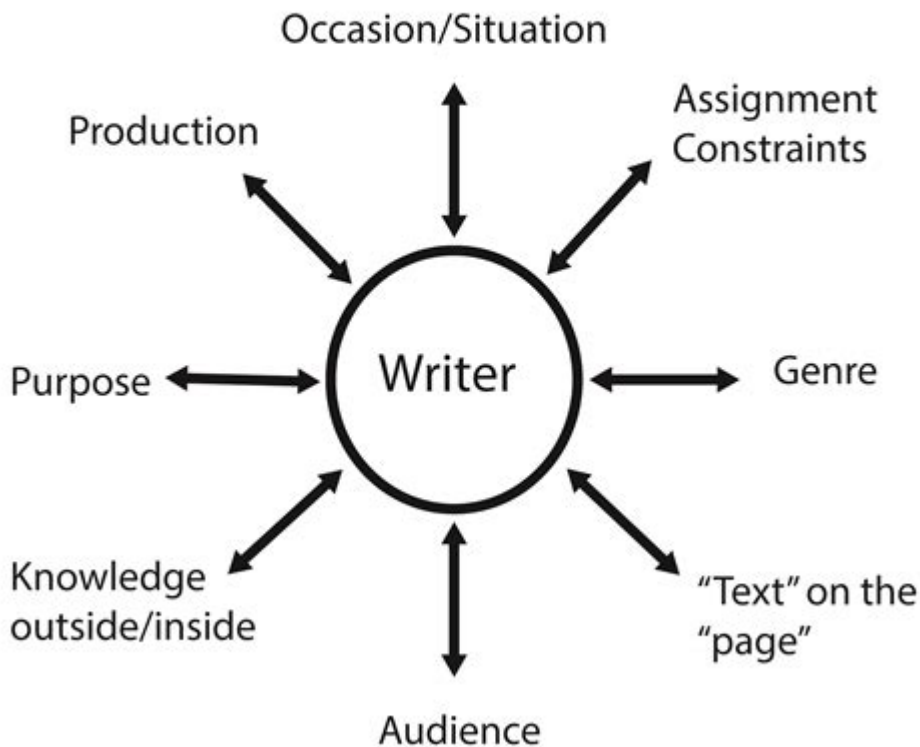 Occasion/Situation
Assignment
Constraints
Production
Writer
Purpose
Genre
Knowledge
outside/inside
“Text” on the
“page”
Audience